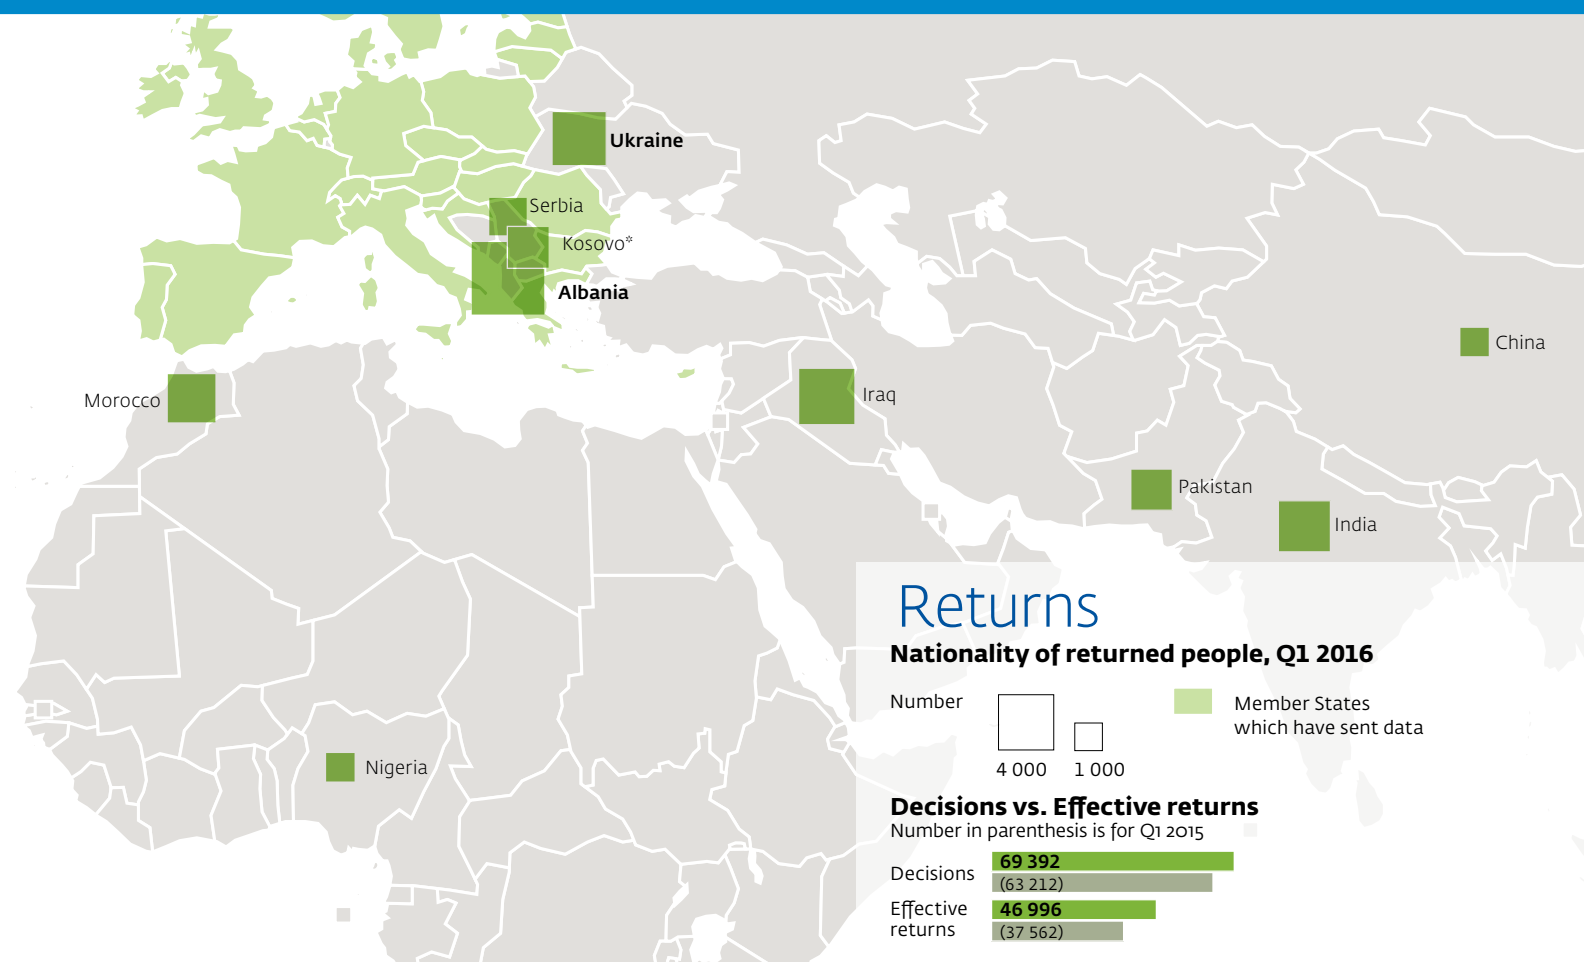 Ukraine
Serbia
Kosovo*
Albania
China
Morocco
Iraq
Pakistan
India
Nigeria
Returns
Nationality of returned people, Q1 2016
Number
4 000
1 000
Member States
which have sent data
Decisions vs. Effective returns
Number in parenthesis is for Q1 2015
Decisions
69 392
(63 212)
Effective
returns
46 996
(37 562)